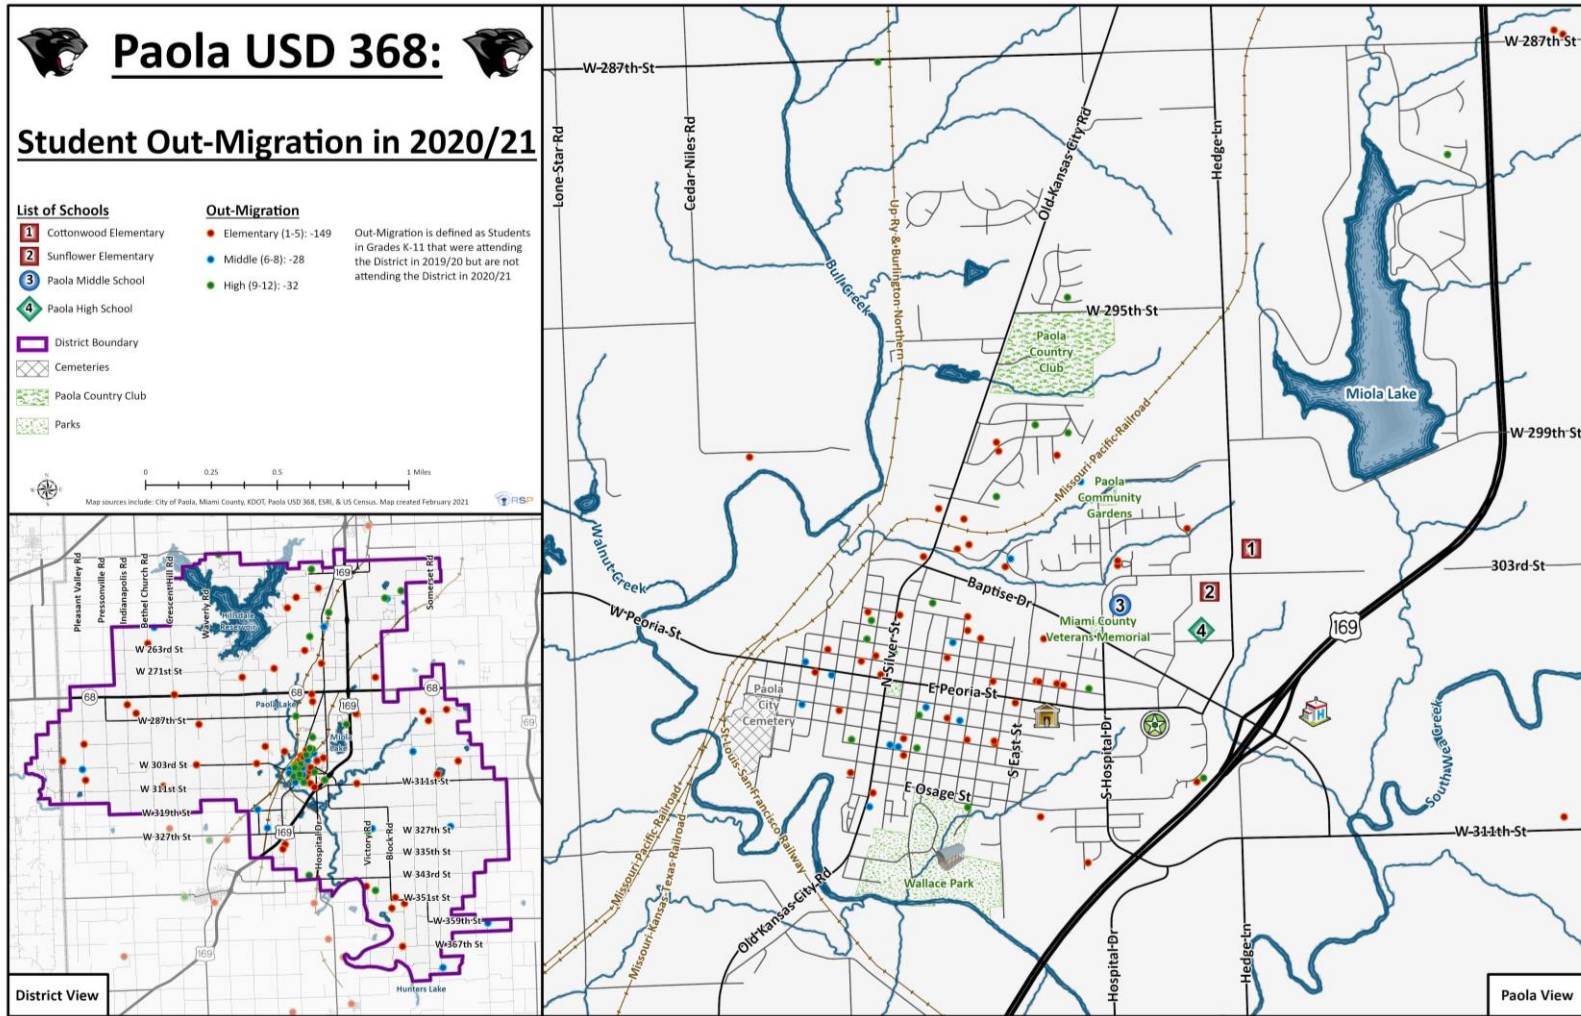 Paola USD 368:
Student Out-Migration in 2020/21
List of Schools
1 Cottonwood Elementary
2 Sunflower Elementary
3 Paola Middle School
4 Paola High School
District Boundary
Cemeteries
Paola Country Club
Parks
Out-Migration
Elementary (1-5): -149
Middle (6-8): -28
High (9-12): -32
Out-Migration is defined as Students
in Grades K-11 that were attending
the District in 2019/20 but are not
attending the District in 2020/21
N
0 0.25 0.5 1 Miles
Map sources include: City of Paola, Miami County, KDOT, Paola USD 368, ESRI, & US Census. Map created February 2021
RSP
Pleasant Valley Rd
Pressonville Rd
Indianapolis Rd
Bethel Church Rd
Crescent Hill Rd
Waverly Rd
Somerset Rd
Hillsdale
Reservoir
169
W 263rd St
W 271st St
68
68
68
169
Paola Lake
W 287th St
Miola
Lake
69
W 303rd St
W 311st St
W 311st St
W 319th St
W 327th St
169
Hospital Dr
Victory Rd
Block Rd
W 327th St
W 335th St
W 343rd St
W 351st St
W 359th St
W 367th St
169
Hunters Lake
District View
W 287th St
W 287th St
Lone Star Rd
Cedar Niles Rd
Old Kansas City Rd
Hedge Ln
Up Ry & Burlington Northern
Bull Creek
W 295th St
Paola
Country
Club
Miola Lake
W 299th St
Missouri Pacific Railroad
Paola
Community
Gardens
Walnut Creek
1
303rd St
2
Baptise Dr
3
W Peoria St
Miami County
Veterans Memorial
4
169
N Silver St
E Peoria St
Paola
City
Cemetery
S East St
S Hospital Dr
H
South Wea Creek
St Louis San Francisco Railway
E Osage St
W 311th St
Missouri Pacific Railroad
Missouri Kansas Texas Railroad
Wallace Park
Old Kansas City Rd
Hospital Dr
Hedge Ln
Paola View